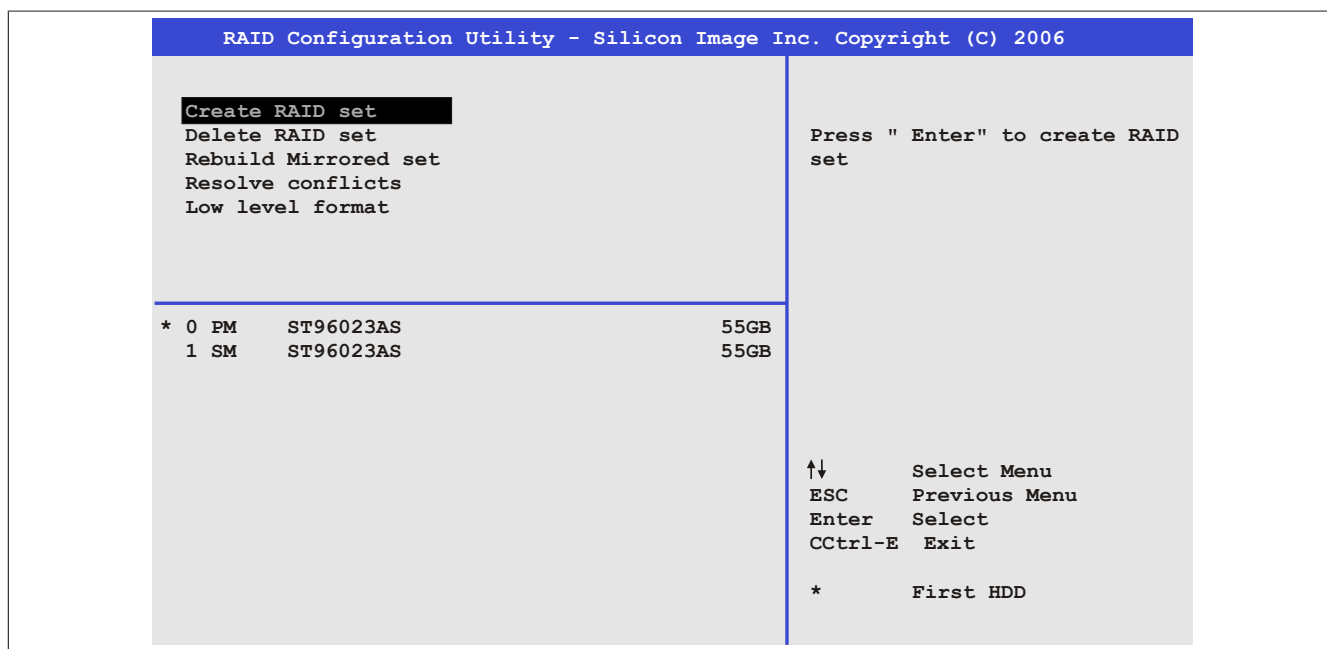 RAID Configuration Utility - Silicon Image Inc. Copyright (C) 2006
Create RAID set
Delete RAID set
Rebuild Mirrored set
Resolve conflicts
Low level format
Press " Enter" to create RAID
set
* 0 PM ST96023AS 55GB
1 SM ST96023AS 55GB
↑↓ Select Menu
ESC Previous Menu
Enter Select
CCtrl-E Exit
* First HDD